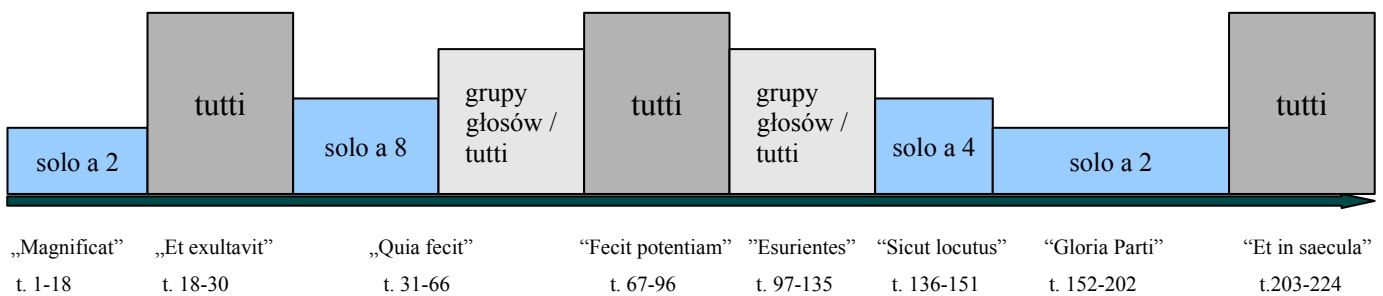 solo a 2
tutti
solo a 8
grupy
głosów /
tutti
tutti
grupy
głosów /
tutti
solo a 4
solo a 2
tutti
„Magnificat” „Et exultavit” „Quia fecit” “Fecit potentiam” “Esurientes” “Sicut locutus” “Gloria Parti” “Et in saecula”
t. 1-18 t. 18-30 t. 31-66 t. 67-96 t. 97-135 t. 136-151 t. 152-202 t.203-224